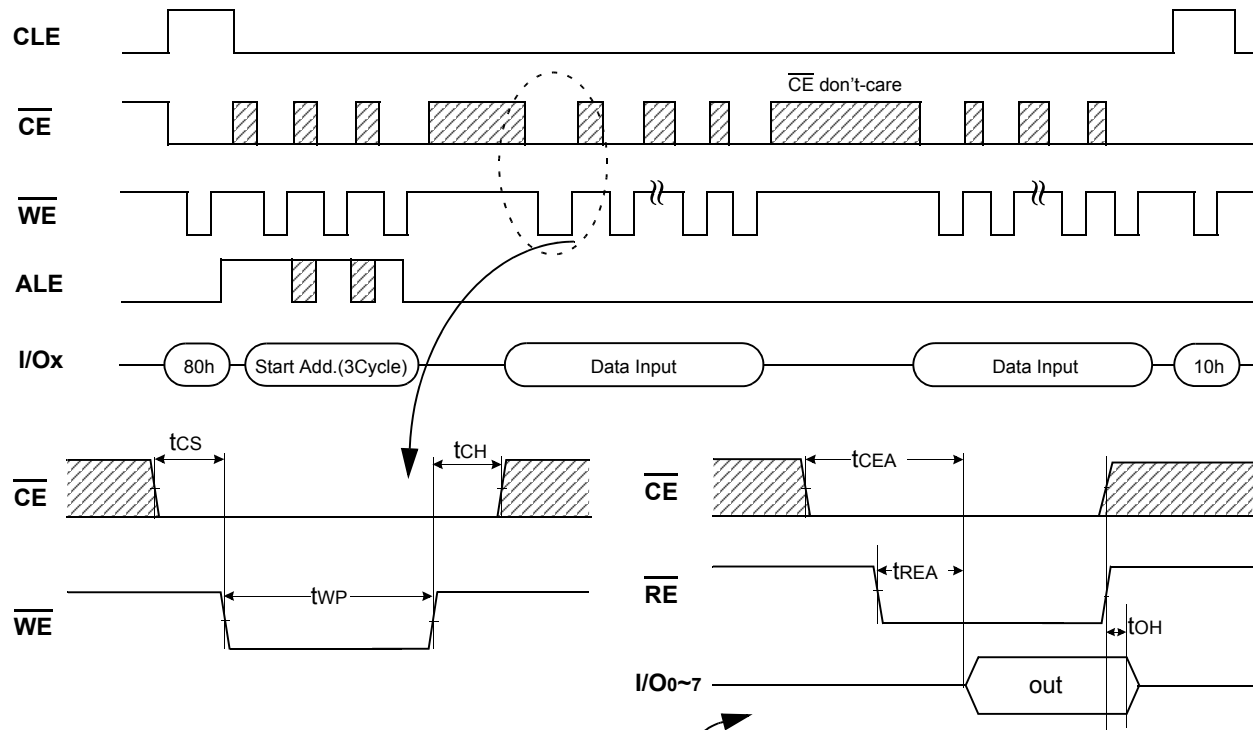 CLE
CE don't-care
CE
WE
ALE
I/Ox
80h
Start Add.(3Cycle)
Data Input
Data Input
10h
tCS
tCH
CE
tWP
WE
tCEA
CE
tREA
RE
tOH
I/O0~7
out